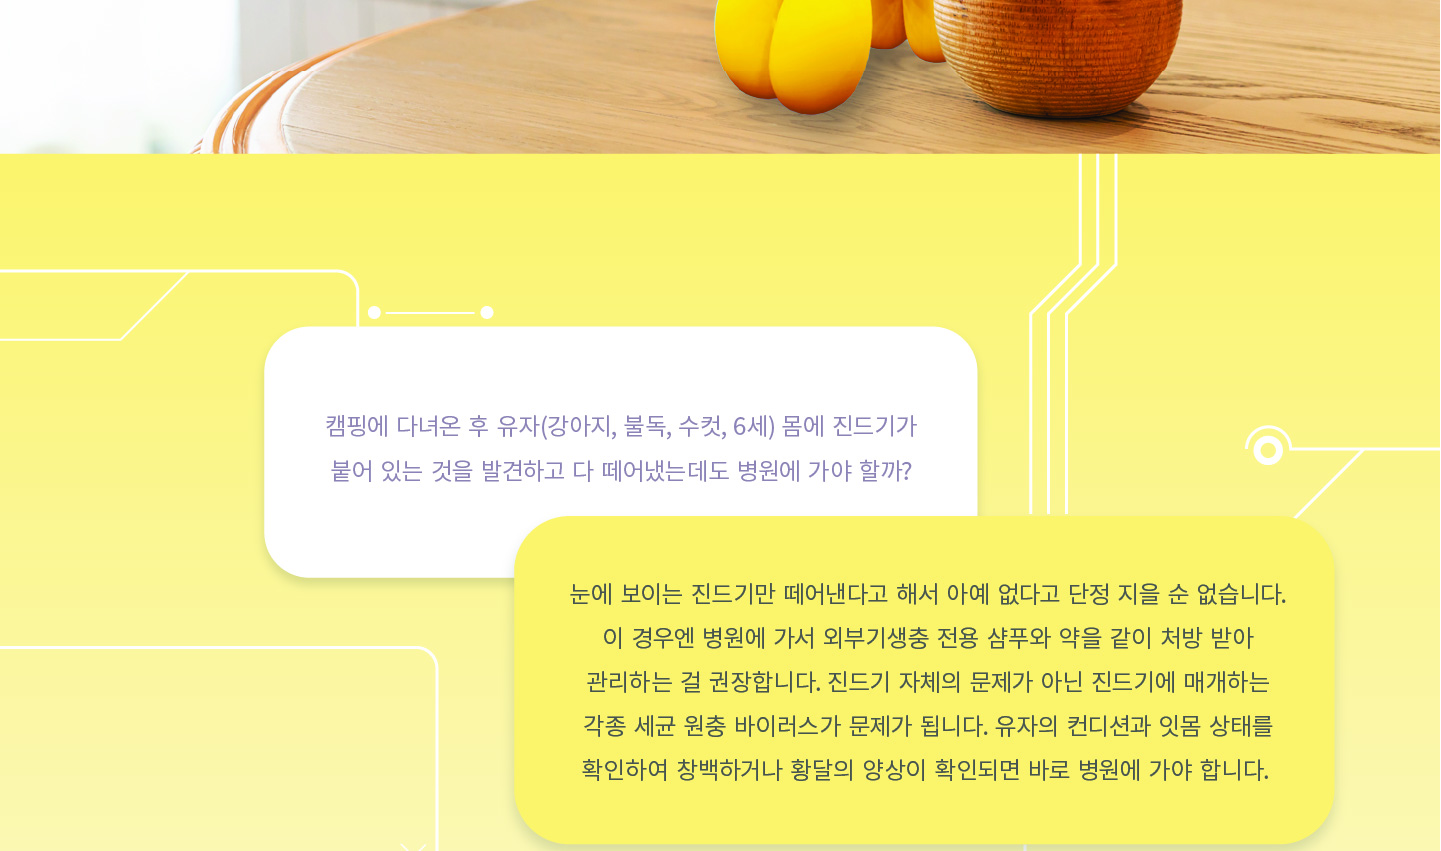 캠핑에 다녀온 후 유자(강아지, 불독, 수컷, 6세) 몸에 진드기가
붙어 있는 것을 발견하고 다 떼어냈는데도 병원에 가야 할까?
눈에 보이는 진드기만 떼어낸다고 해서 아예 없다고 단정 지을 순 없습니다.
이 경우엔 병원에 가서 외부기생충 전용 샴푸와 약을 같이 처방 받아
관리하는 걸 권장합니다. 진드기 자체의 문제가 아닌 진드기에 매개하는
각종 세균 원충 바이러스가 문제가 됩니다. 유자의 컨디션과 잇몸 상태를
확인하여 창백하거나 황달의 양상이 확인되면 바로 병원에 가야 합니다.